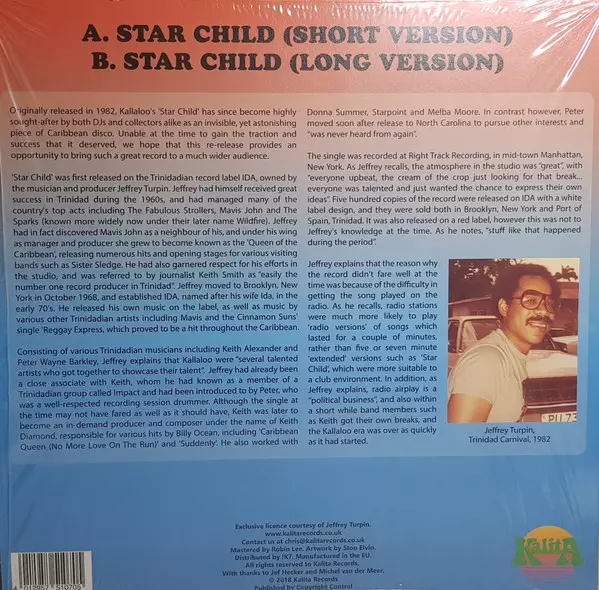 A. STAR CHILD (SHORT VERSION)
B. STAR CHILD (LONG VERSION)
Originally released in 1982, Kallaloo's 'Star Child' has since become highly
sought-after by both DJs and collectors alike as an invisible, yet astonishing
piece of Caribbean disco. Unable at the time to gain the traction and
success that it deserved, we hope that this re-release provides an
opportunity to bring such a great record to a much wider audience.
'Star Child' was first released on the Trinidadian record label IDA, owned by
the musician and producer Jeffrey Turpin. Jeffrey had himself received great
success in Trinidad during the 1960s, and had managed many of the
country's top acts including The Fabulous Strollers, Mavis John and The
Sparks (known more widely now under their later name Wildfire). Jeffrey
had in fact discovered Mavis John as a neighbour of his, and under his wing
as manager and producer she grew to become known as the 'Queen of the
Caribbean', releasing numerous hits and opening stages for various visiting
bands such as Sister Sledge. He had also garnered respect for his efforts in
the studio, and was referred to by journalist Keith Smith as "easily the
number one record producer in Trinidad". Jeffrey moved to Brooklyn, New
York in October 1968, and established IDA, named after his wife Ida, in the
early 70's. He released his own music on the label, as well as music by
various other Trinidadian artists including Mavis and the Cinnamon Suns'
single 'Reggay Express, which proved to be a hit throughout the Caribbean.
Consisting of various Trinidadian musicians including Keith Alexander and
Peter Wayne Barkley, Jeffrey explains that Kallaloo were "several talented
artists who got together to showcase their talent". Jeffrey had already been
a close associate with Keith, whom he had known as a member of a
Trinidadian group called Impact and had been introduced to by Peter, who
was a well-respected recording session drummer. Although the single at
the time may not have fared as well as it should have, Keith was later to
become an in-demand producer and composer under the name of Keith
Diamond, responsible for various hits by Billy Ocean, including 'Caribbean
Queen (No More Love On The Run)' and 'Suddenly'. He also worked with
Donna Summer, Starpoint and Melba Moore. In contrast however, Peter
moved soon after release to North Carolina to pursue other interests and
"was never heard from again".
The single was recorded at Right Track Recording, in mid-town Manhattan,
New York. As Jeffrey recalls, the atmosphere in the studio was "great", with
"everyone upbeat, the cream of the crop just looking for that break...
everyone was talented and just wanted the chance to express their own
ideas". Five hundred copies of the record were released on IDA with a white
label design, and they were sold both in Brooklyn, New York and Port of
Spain, Trinidad. It was also released on a red label, however this was not to
Jeffrey's knowledge at the time. As he notes, "stuff like that happened
during the period".
Jeffrey explains that the reason why
the record didn't fare well at the
time was because of the difficulty in
getting the song played on the
radio. As he recalls, radio stations
were much more likely to play
'radio versions' of songs which
lasted for a couple of minutes,
rather than five or seven minute
'extended' versions such as 'Star
Child', which were more suitable to
a club environment. In addition, as
Jeffrey explains, radio airplay is a
"political business", and also within
a short while band members such
as Keith got their own breaks, and
the Kallaloo era was over as quickly
as it had started.
PU 73
Jeffrey Turpin,
Trinidad Carnival, 1982
Exclusive licence courtesy of Jeffrey Turpin.
www.kalitarecords.co.uk
Contact us at chris@kalitarecords.co.uk
Mastered by Robin Lee. Artwork by Ston Elvin.
All rights reserved to Kalita Records.
Distributed by !K7. Manufactured in the EU.
With thanks to Jef Hecker and Michel van der Meer.
© 2018 Kalita Records
Published by Copyright Control
4 012957 510705
KalitA